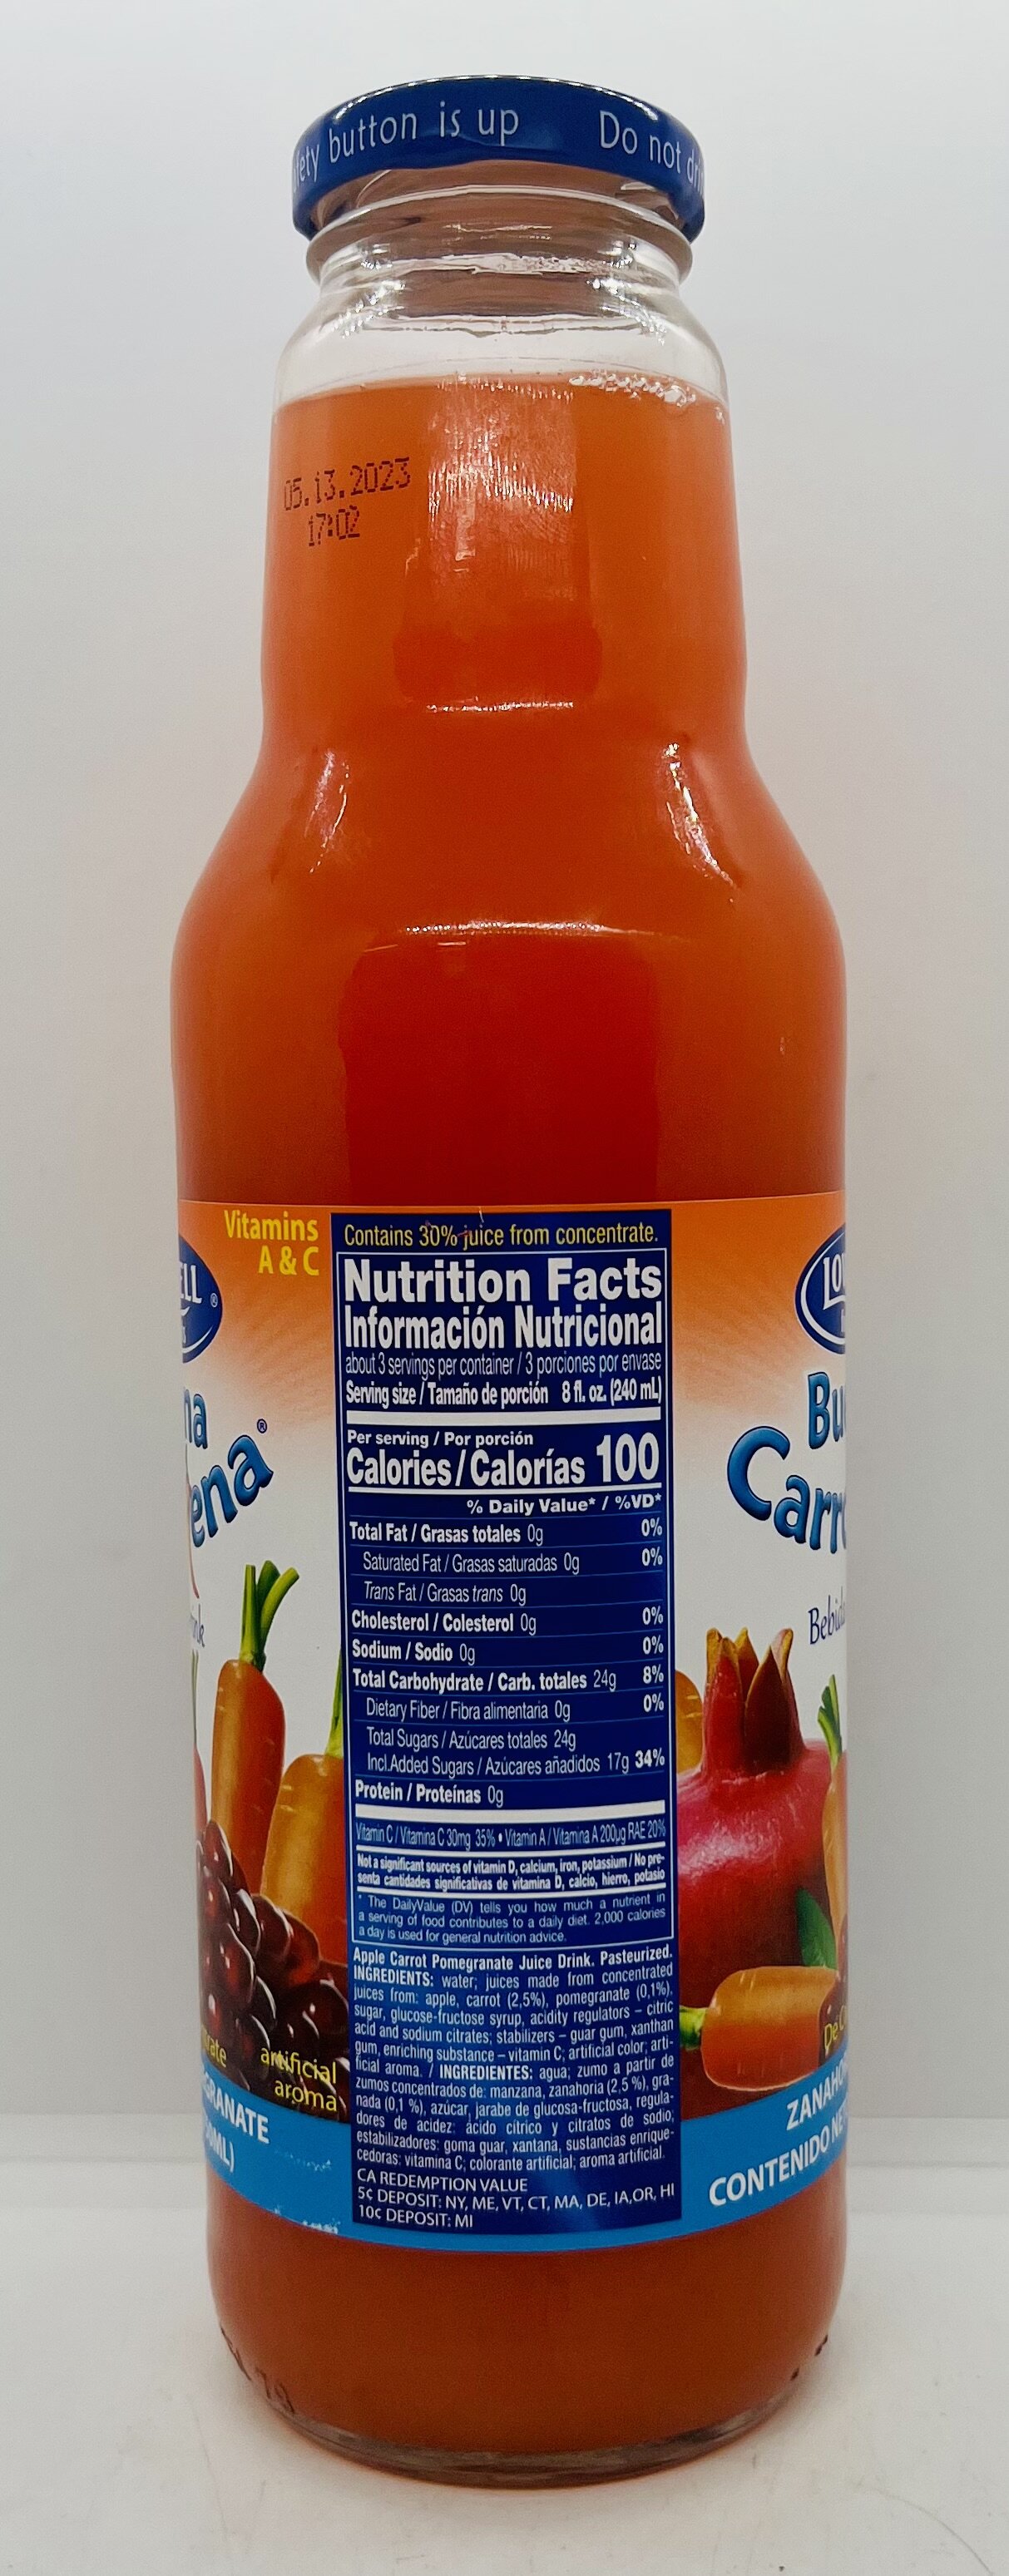 button is up Do not
05.13.2023
17:02
Vitamins
A & C
Contains 30% juice from concentrate.
Nutrition Facts
Información Nutricional
about 3 servings per container / 3 porciones por envase
Serving size / Tamaño de porción 8 fl. oz. (240 mL)
Per serving / Por porción
Calories / Calorías 100
% Daily Value* / %VD*
Total Fat / Grasas totales 0g 0%
Saturated Fat / Grasas saturadas 0g 0%
Trans Fat / Grasas trans 0g
Cholesterol / Colesterol 0g 0%
Sodium / Sodio 0g 0%
Total Carbohydrate / Carb. totales 24g 8%
Dietary Fiber / Fibra alimentaria 0g 0%
Total Sugars / Azúcares totales 24g
Incl.Added Sugars / Azúcares añadidos 17g 34%
Protein / Proteínas 0g
Vitamin C / Vitamina C 30mg 35% • Vitamin A / Vitamina A 200µg RAE 20%
Not a significant sources of vitamin D, calcium, iron, potassium / No pre-
senta cantidades significativas de vitamina D, calcio, hierro, potasio
* The DailyValue (DV) tells you how much a nutrient in
a serving of food contributes to a daily diet. 2,000 calories
a day is used for general nutrition advice.
Apple Carrot Pomegranate Juice Drink. Pasteurized.
INGREDIENTS: water; juices made from concentrated
juices from: apple, carrot (2,5%), pomegranate (0,1%),
sugar, glucose-fructose syrup, acidity regulators – citric
acid and sodium citrates; stabilizers – guar gum, xanthan
gum, enriching substance – vitamin C; artificial color; arti-
ficial aroma. / INGREDIENTES: agua; zumo a partir de
zumos concentrados de: manzana, zanahoria (2,5 %), gra-
nada (0,1 %), azúcar, jarabe de glucosa-fructosa, regula-
dores de acidez: ácido cítrico y citratos de sodio;
estabilizadores: goma guar, xantana, sustancias enrique-
cedoras: vitamina C; colorante artificial; aroma artificial.
CA REDEMPTION VALUE
5¢ DEPOSIT: NY, ME, VT, CT, MA, DE, IA,OR, HI
10¢ DEPOSIT: MI
artificial
aroma
CONTENIDO